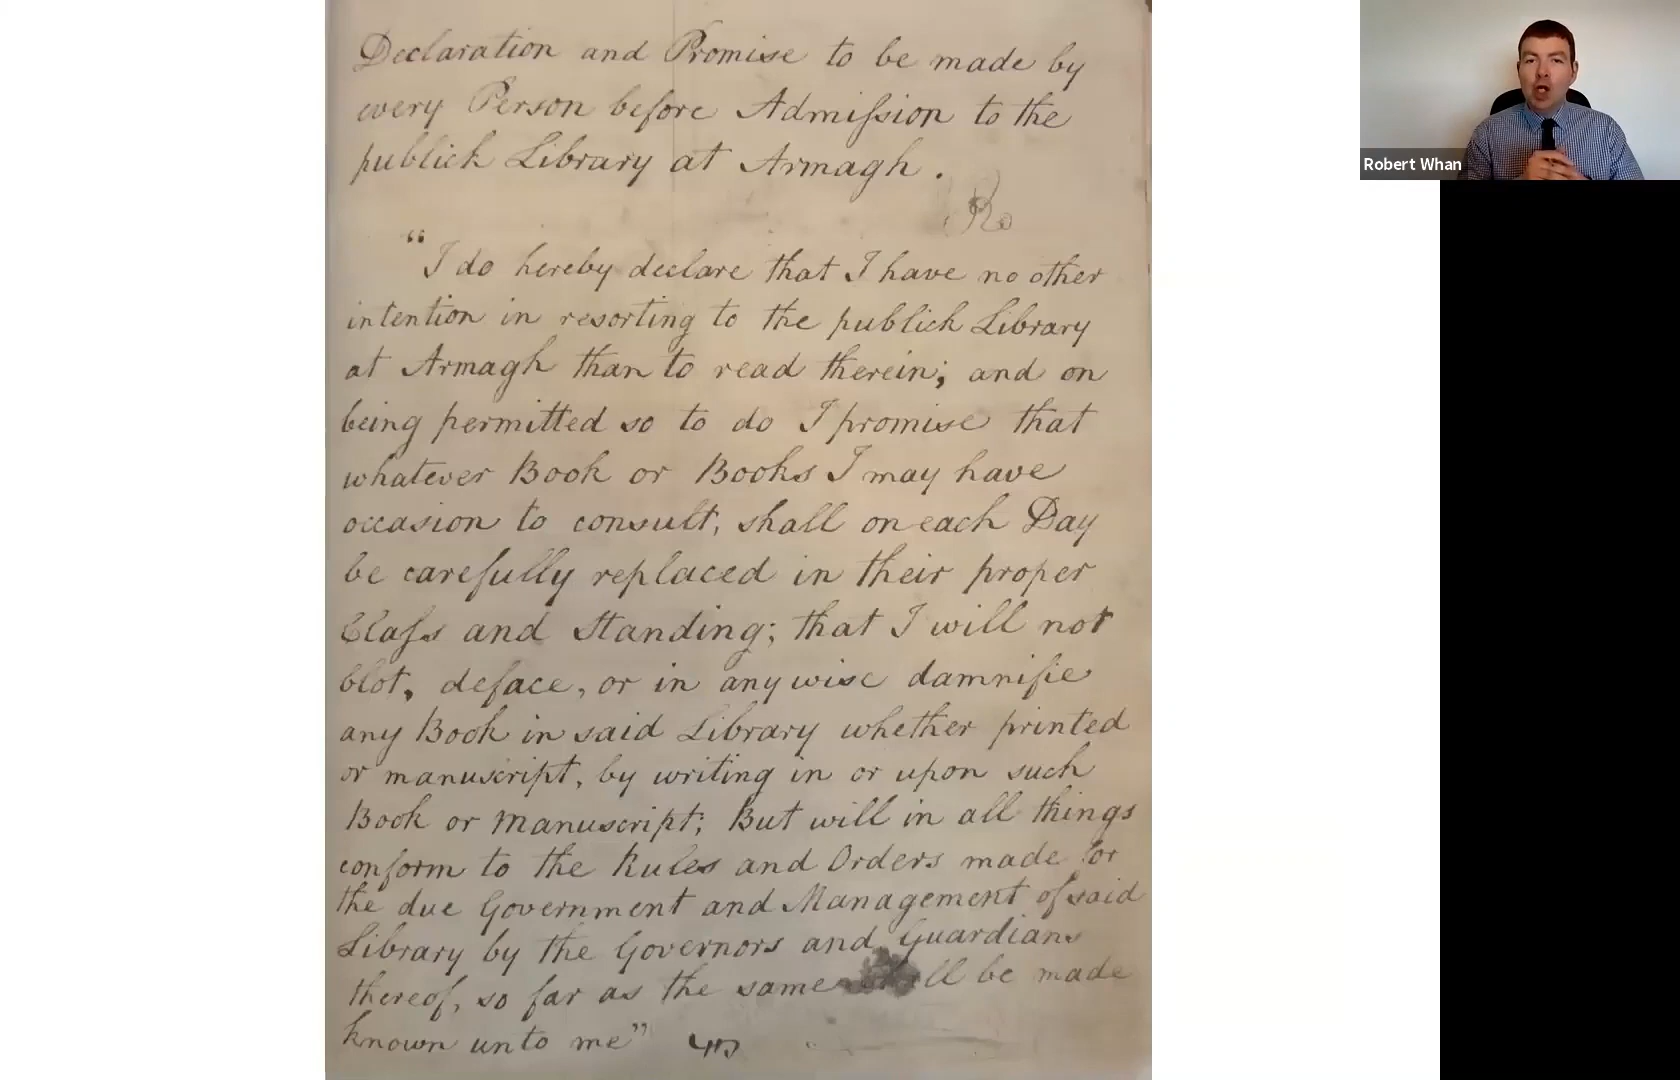 Declaration and Promise to be made by
every Person before Admiſsion to the
publick Library at Armagh.
"I do hereby declare that I have no other
intention in resorting to the publick Library
at Armagh than to read therein; and on
being permitted so to do I promise that
whatever Book or Books I may have
occasion to consult, shall on each Day
be carefully replaced in their proper
Claſs and Standing; that I will not
blot, deface, or in any wise damnifie
any Book in said Library whether printed
or manuscript, by writing in or upon such
Book or Manuscript; But will in all things
conform to the Rules and Orders made for
the due Government and Management of said
Library by the Governors and Guardians
thereof, so far as the same shall be made
known unto me"
Robert Whan